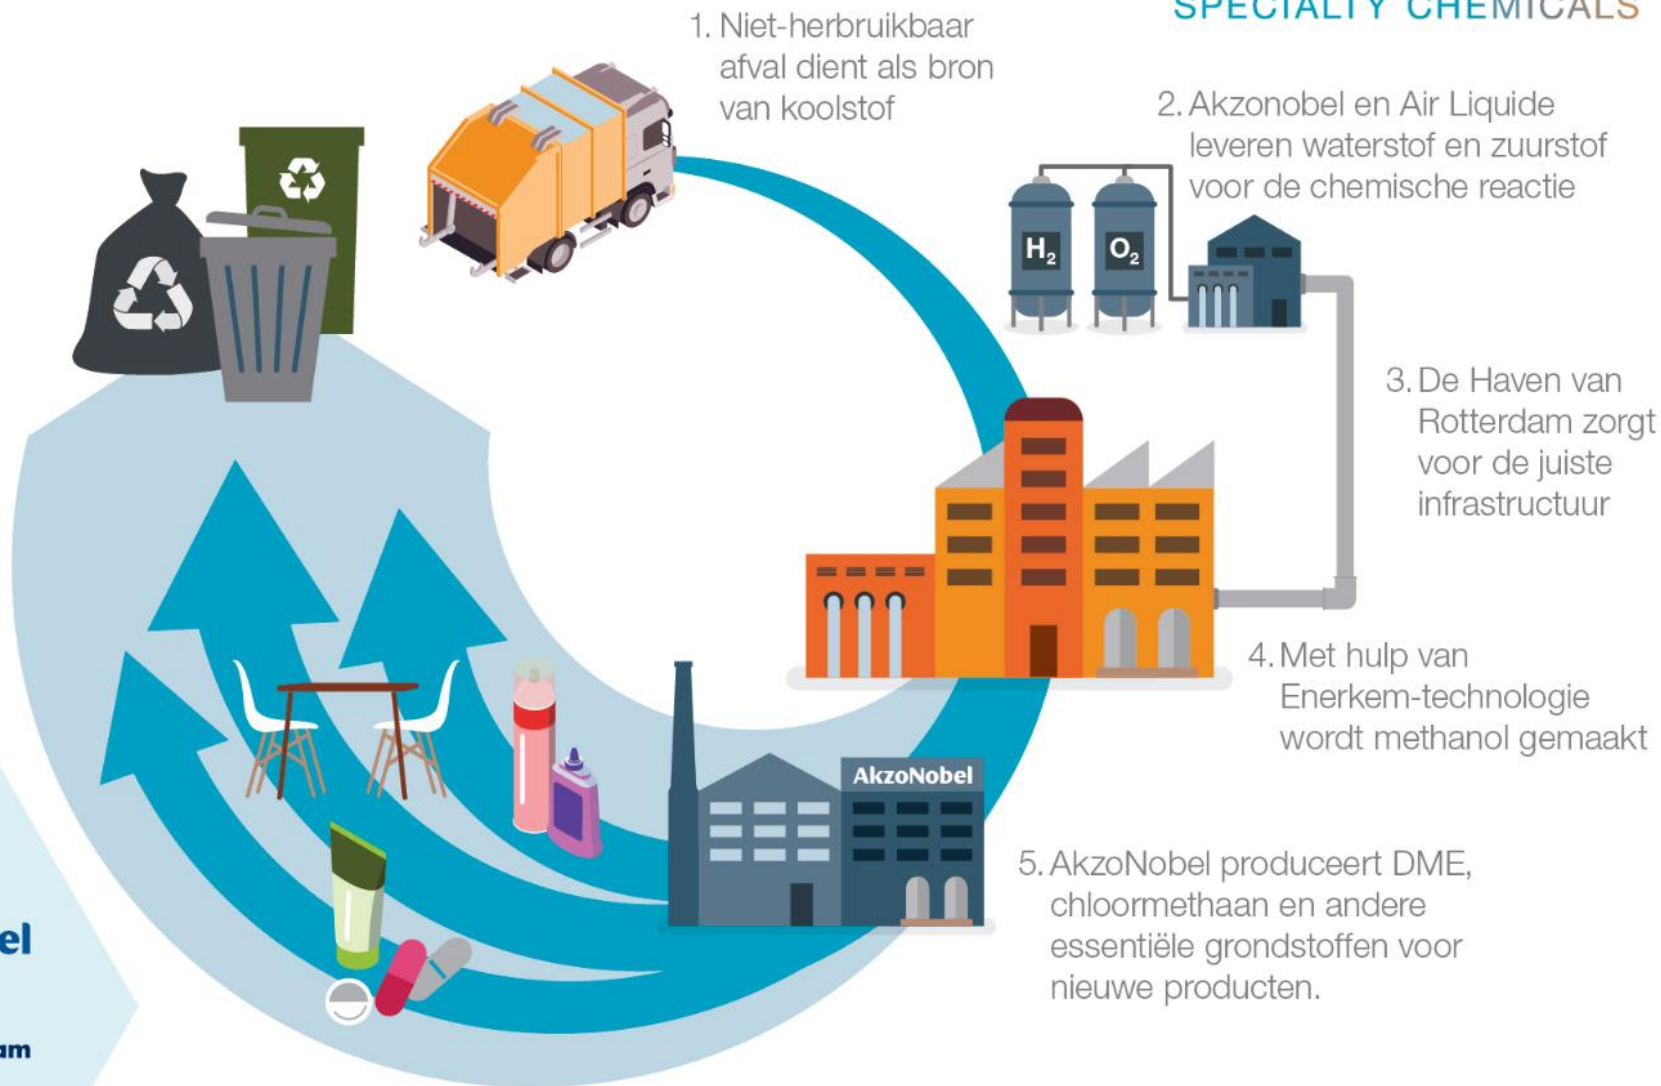 SPECIALTY CHEMICALS
1. Niet-herbruikbaar
afval dient als bron
van koolstof
2. Akzonobel en Air Liquide
leveren waterstof en zuurstof
voor de chemische reactie
H₂
O₂
3. De Haven van
Rotterdam zorgt
voor de juiste
infrastructuur
4. Met hulp van
Enerkem-technologie
wordt methanol gemaakt
AkzoNobel
5. AkzoNobel produceert DME,
chloormethaan en andere
essentiële grondstoffen voor
nieuwe producten.
el
am